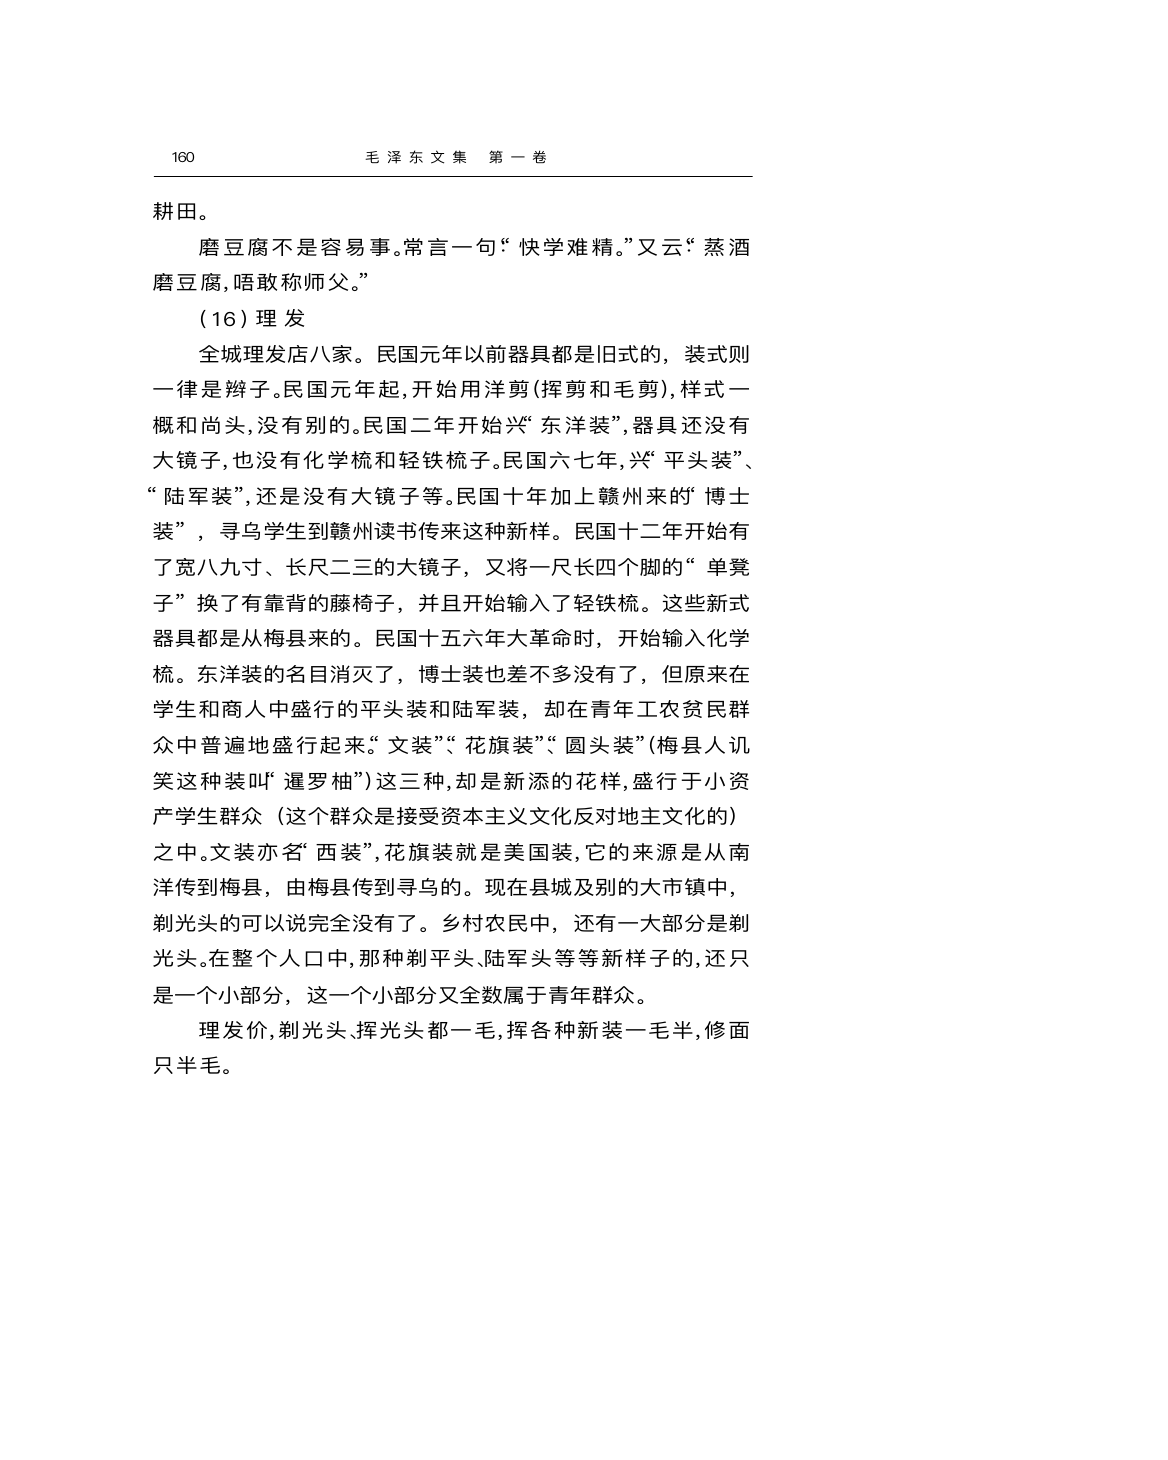 160 毛泽东文集 第一卷
耕田。
磨豆腐不是容易事。常言一句：“快学难精。”又云：“蒸酒
磨豆腐，唔敢称师父。”
(16)理发
全城理发店八家。民国元年以前器具都是旧式的，装式则
一律是辫子。民国元年起，开始用洋剪(挥剪和毛剪)，样式一
概和尚头，没有别的。民国二年开始兴“东洋装”，器具还没有
大镜子，也没有化学梳和轻铁梳子。民国六七年，兴“平头装”、
“陆军装”，还是没有大镜子等。民国十年加上赣州来的“博士
装”，寻乌学生到赣州读书传来这种新样。民国十二年开始有
了宽八九寸、长尺二三的大镜子，又将一尺长四个脚的“单凳
子”换了有靠背的藤椅子，并且开始输入了轻铁梳。这些新式
器具都是从梅县来的。民国十五六年大革命时，开始输入化学
梳。东洋装的名目消灭了，博士装也差不多没有了，但原来在
学生和商人中盛行的平头装和陆军装，却在青年工农贫民群
众中普遍地盛行起来。“文装”、“花旗装”、“圆头装”(梅县人讥
笑这种装叫“暹罗柚”)这三种，却是新添的花样，盛行于小资
产学生群众（这个群众是接受资本主义文化反对地主文化的）
之中。文装亦名“西装”，花旗装就是美国装，它的来源是从南
洋传到梅县，由梅县传到寻乌的。现在县城及别的大市镇中，
剃光头的可以说完全没有了。乡村农民中，还有一大部分是剃
光头。在整个人口中，那种剃平头、陆军头等等新样子的，还只
是一个小部分，这一个小部分又全数属于青年群众。
理发价，剃光头、挥光头都一毛，挥各种新装一毛半，修面
只半毛。